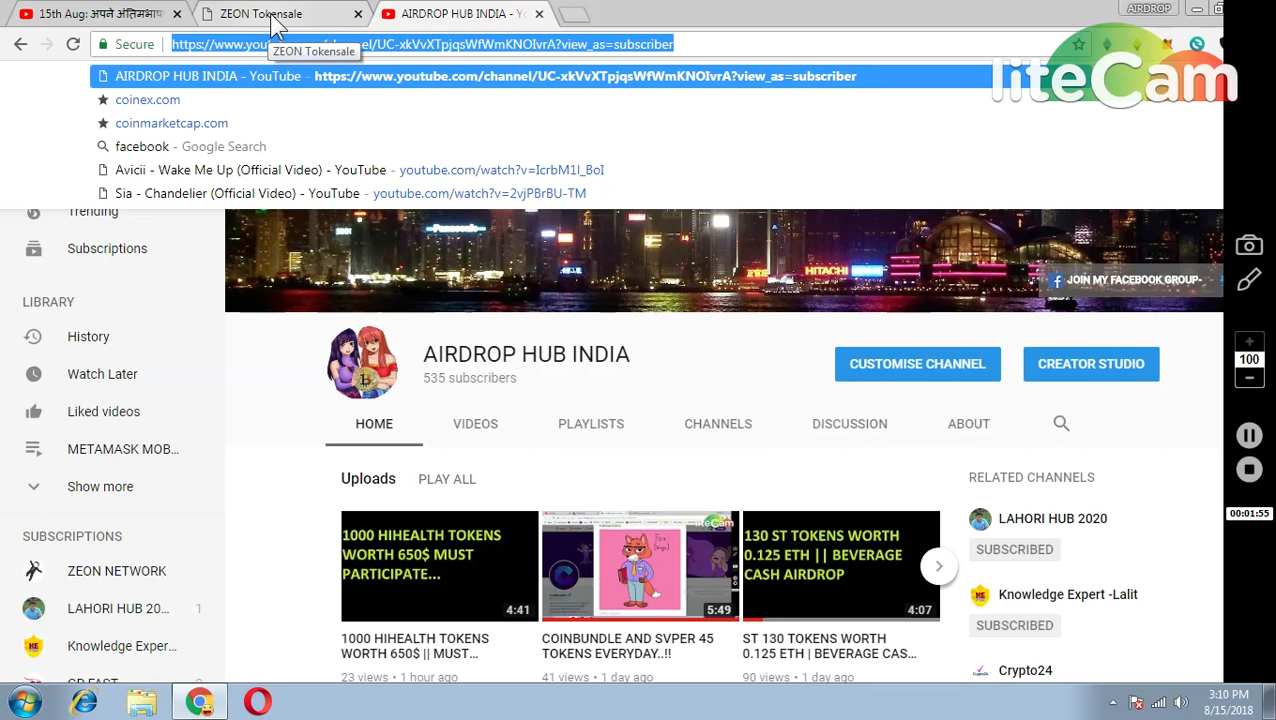 15th Aug: अपने अंतिमभाष
ZEON Tokensale
AIRDROP HUB INDIA - Yo
AIRDROP
Secure
https://www.you
el/UC-xkVvXTpjqsWfWmKNOIvrA?view_as=subscriber
ZEON Tokensale
AIRDROP HUB INDIA - YouTube - https://www.youtube.com/channel/UC-xkVvXTpjqsWfWmKNOIvrA?view_as=subscriber
liteCam
coinex.com
coinmarketcap.com
facebook - Google Search
Avicii - Wake Me Up (Official Video) - YouTube - youtube.com/watch?v=IcrbM1l_BoI
Sia - Chandelier (Official Video) - YouTube - youtube.com/watch?v=2vjPBrBU-TM
Trending
Subscriptions
Panasonic
HITACHI
JOIN MY FACEBOOK GROUP-
LIBRARY
History
Watch Later
Liked videos
METAMASK MOB...
Show more
SUBSCRIPTIONS
ZEON NETWORK
LAHORI HUB 20... 1
Knowledge Exper...
AIRDROP HUB INDIA
535 subscribers
CUSTOMISE CHANNEL
CREATOR STUDIO
HOME VIDEOS PLAYLISTS CHANNELS DISCUSSION ABOUT
Uploads PLAY ALL
1000 HIHEALTH TOKENS
WORTH 650$ MUST
PARTICIPATE...
4:41
1000 HIHEALTH TOKENS
WORTH 650$ || MUST...
23 views • 1 hour ago
liteCam
Fox
5:49
COINBUNDLE AND SVPER 45
TOKENS EVERYDAY..!!
41 views • 1 day ago
130 ST TOKENS WORTH
0.125 ETH || BEVERAGE
CASH AIRDROP
4:07
ST 130 TOKENS WORTH
0.125 ETH | BEVERAGE CAS...
90 views • 1 day ago
RELATED CHANNELS
LAHORI HUB 2020
SUBSCRIBED
KE
Knowledge Expert -Lalit
SUBSCRIBED
Crypto24
100
00:01:55
3:10 PM
8/15/2018